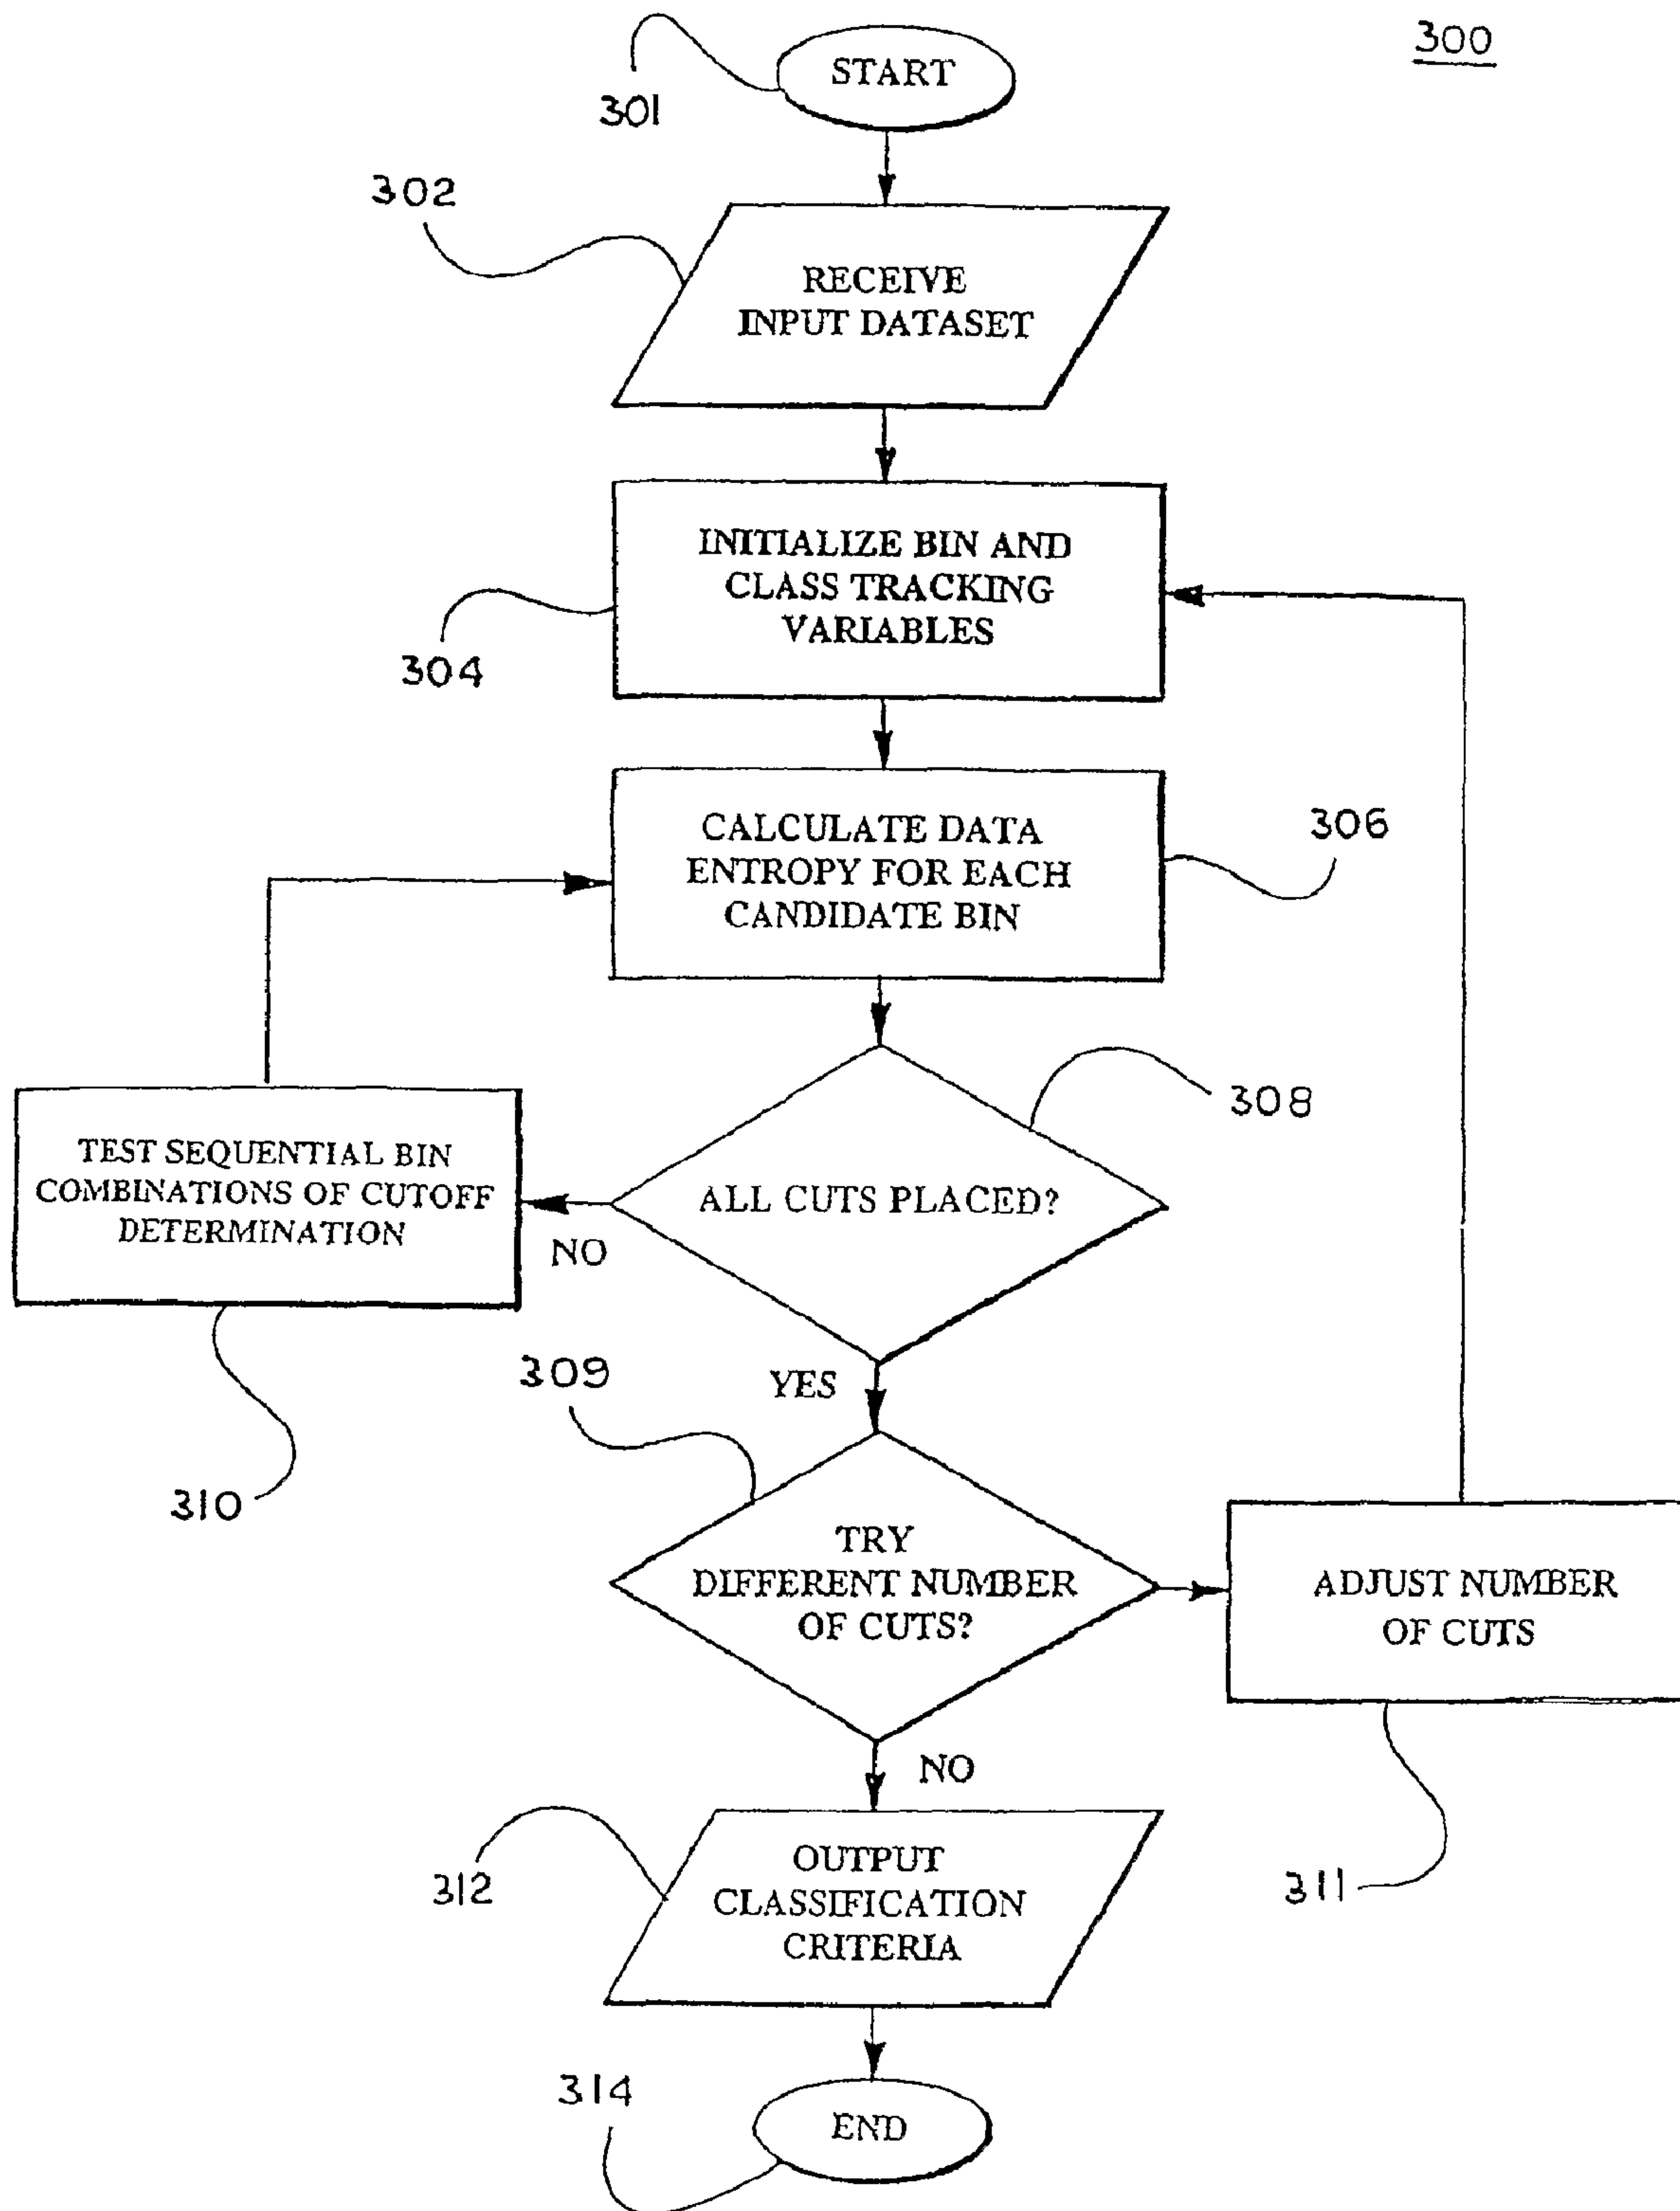 300
START
301
302
RECEIVE
INPUT DATASET
INITIALIZE BIN AND
CLASS TRACKING
VARIABLES
304
CALCULATE DATA
ENTROPY FOR EACH
CANDIDATE BIN
306
308
ALL CUTS PLACED?
TEST SEQUENTIAL BIN
COMBINATIONS OF CUTOFF
DETERMINATION
NO
310
YES
309
TRY
DIFFERENT NUMBER
OF CUTS?
ADJUST NUMBER
OF CUTS
311
NO
312
OUTPUT
CLASSIFICATION
CRITERIA
314
END